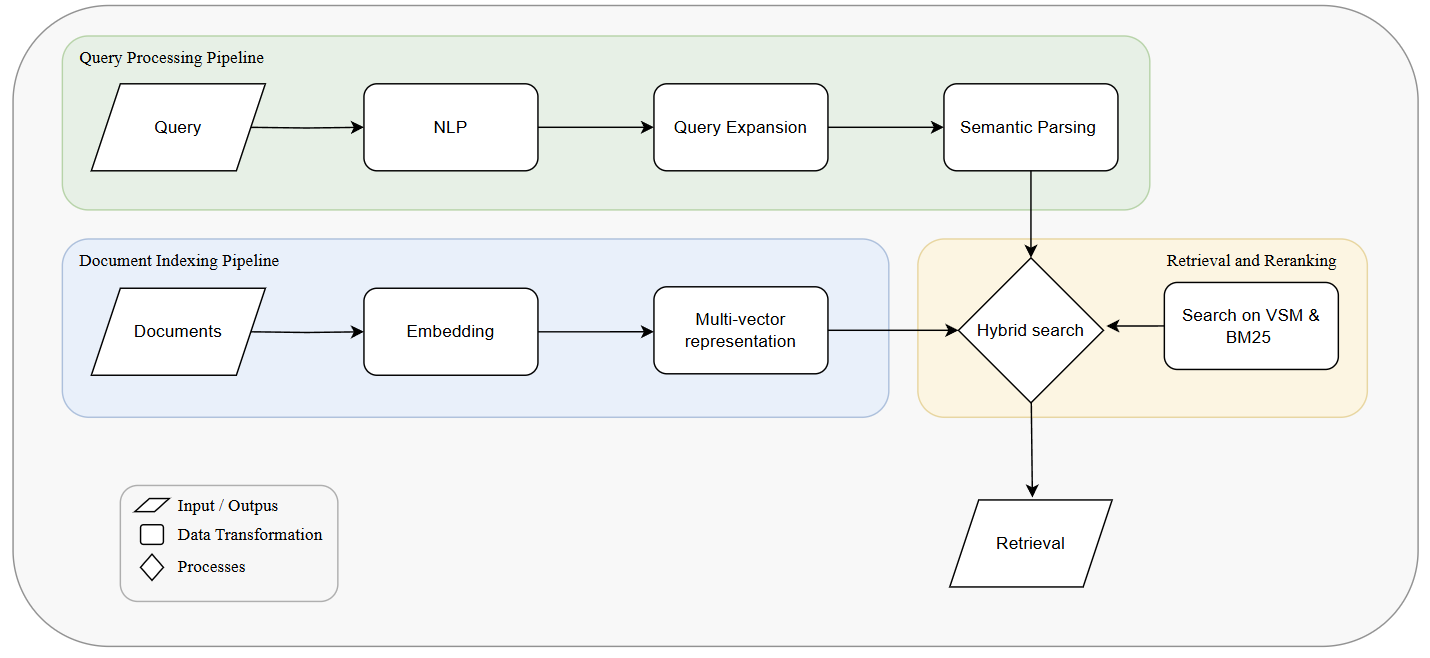 Query Processing Pipeline
Query
NLP
Query Expansion
Semantic Parsing
Document Indexing Pipeline
Documents
Embedding
Multi-vector
representation
Retrieval and Reranking
Hybrid search
Search on VSM &
BM25
Input / Outpus
Data Transformation
Processes
Retrieval